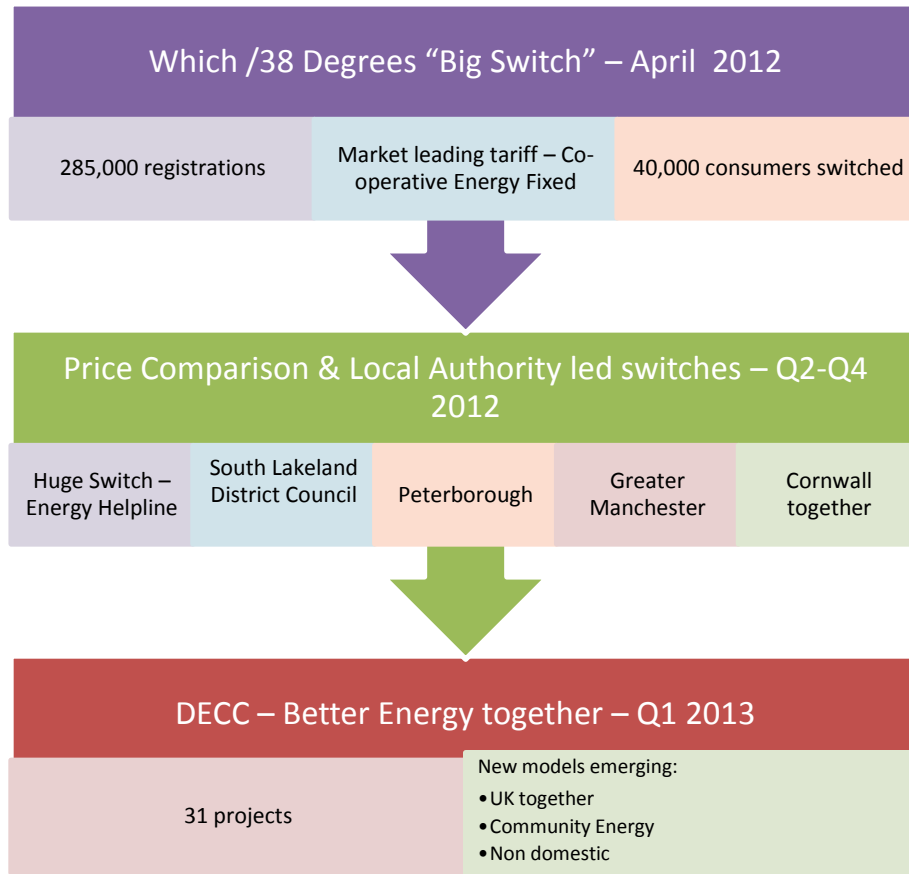 Which /38 Degrees “Big Switch” – April  2012
285,000 registrations
Market leading tariff – Co-
operative Energy Fixed
40,000 consumers switched
Price Comparison & Local Authority led switches – Q2-Q4
2012
Huge Switch –
Energy Helpline
South Lakeland
District Council
Peterborough
Greater
Manchester
Cornwall
together
DECC – Better Energy together – Q1 2013
31 projects
New models emerging:
•UK together
•Community Energy
•Non domestic